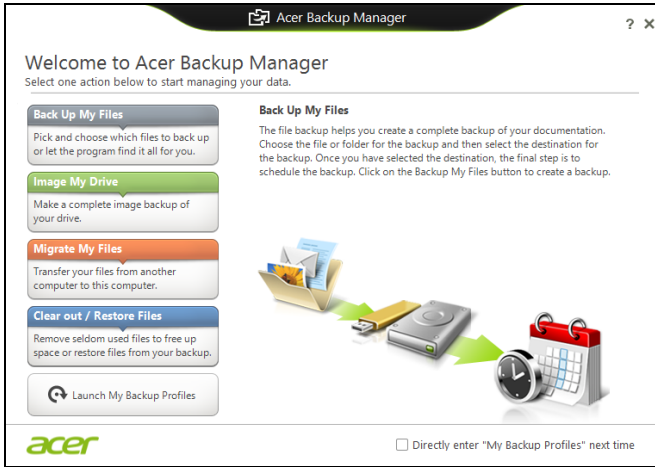 Acer Backup Manager
? X
Welcome to Acer Backup Manager
Select one action below to start managing your data.
Back Up My Files
Pick and choose which files to back up
or let the program find it all for you.
Image My Drive
Make a complete image backup of
your drive.
Migrate My Files
Transfer your files from another
computer to this computer.
Clear out / Restore Files
Remove seldom used files to free up
space or restore files from your backup.
Launch My Backup Profiles
Back Up My Files
The file backup helps you create a complete backup of your documentation.
Choose the file or folder for the backup and then select the destination for
the backup. Once you have selected the destination, the final step is to
schedule the backup. Click on the Backup My Files button to create a backup.
acer
Directly enter "My Backup Profiles" next time